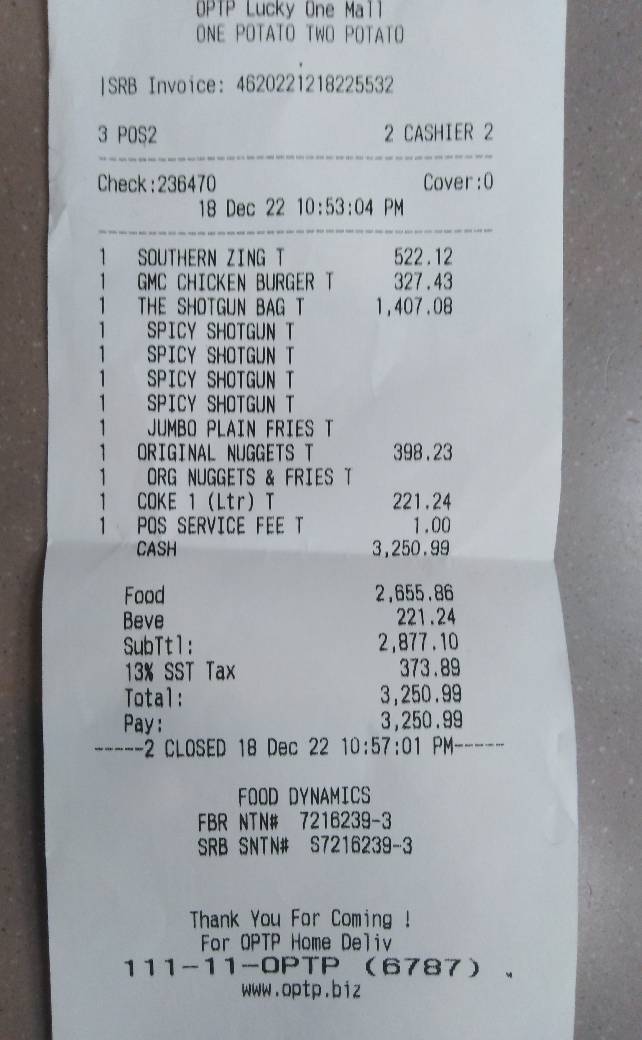 OPTP Lucky One Mall
ONE POTATO TWO POTATO
|SRB Invoice: 4620221218225532
3 POS2 2 CASHIER 2
Check:236470 Cover:0
18 Dec 22 10:53:04 PM
1 SOUTHERN ZING T 522.12
1 GMC CHICKEN BURGER T 327.43
1 THE SHOTGUN BAG T 1,407.08
1 SPICY SHOTGUN T
1 SPICY SHOTGUN T
1 SPICY SHOTGUN T
1 SPICY SHOTGUN T
1 JUMBO PLAIN FRIES T
1 ORIGINAL NUGGETS T 398.23
1 ORG NUGGETS & FRIES T
1 COKE 1 (Ltr) T 221.24
1 POS SERVICE FEE T 1.00
CASH 3,250.99
Food 2,655.86
Beve 221.24
SubTtl: 2,877.10
13% SST Tax 373.89
Total: 3,250.99
Pay: 3,250.99
-----2 CLOSED 18 Dec 22 10:57:01 PM-----
FOOD DYNAMICS
FBR NTN# 7216239-3
SRB SNTN# S7216239-3
Thank You For Coming !
For OPTP Home Deliv
111-11-OPTP (6787)
www.optp.biz